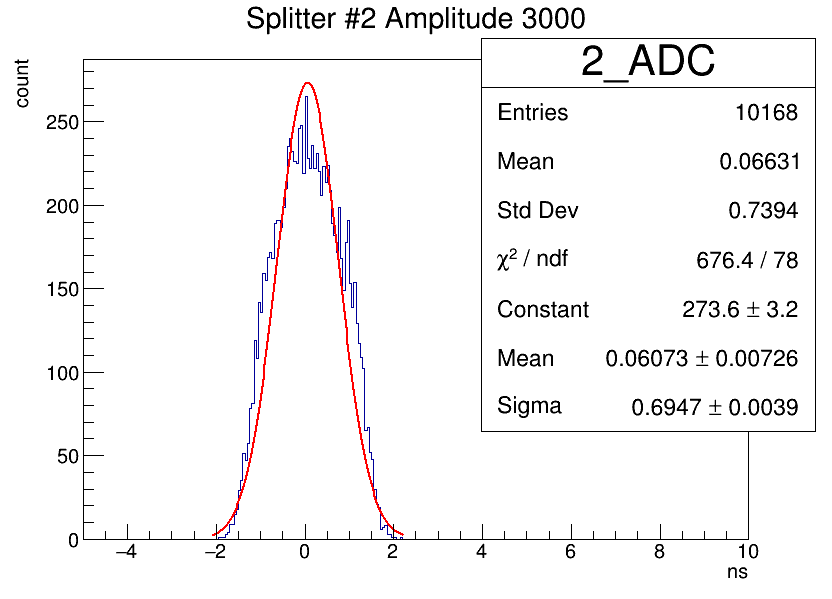 Splitter #2 Amplitude 3000
count
2_ADC
Entries 10168
Mean 0.06631
Std Dev 0.7394
χ² / ndf 676.4 / 78
Constant 273.6 ± 3.2
Mean 0.06073 ± 0.00726
Sigma 0.6947 ± 0.0039
250
200
150
100
50
0
−4 −2 0 2 4 6 8 10
ns